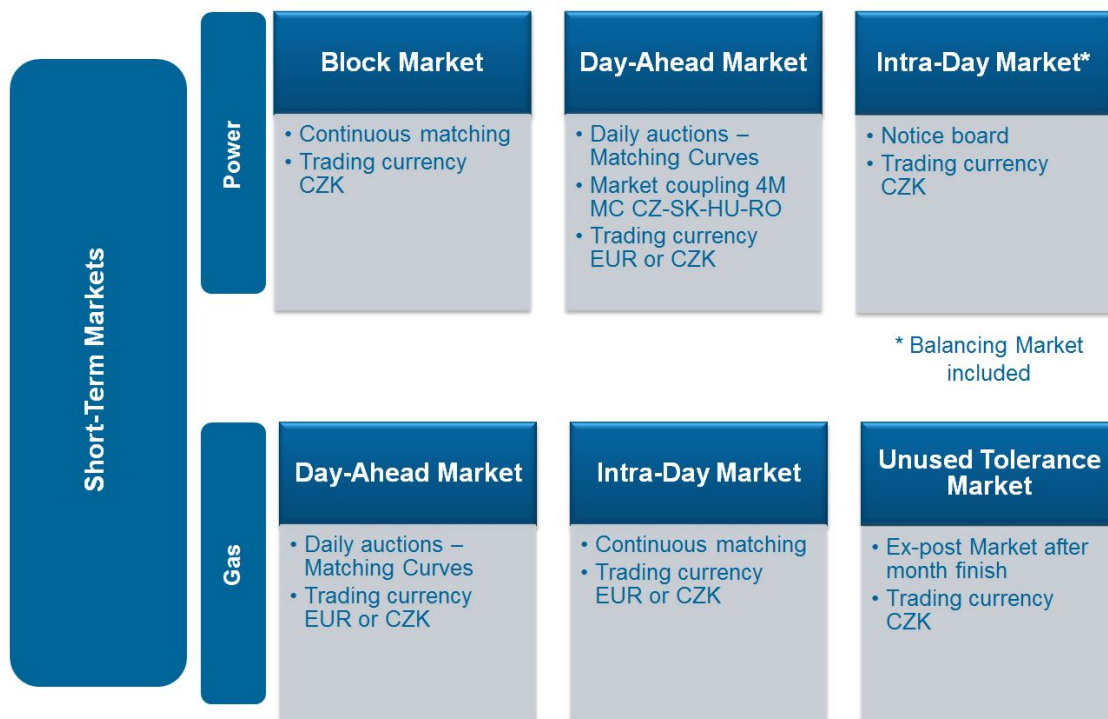 Short-Term Markets
Power
Block Market
• Continuous matching
• Trading currency
CZK
Day-Ahead Market
• Daily auctions –
Matching Curves
• Market coupling 4M
MC CZ-SK-HU-RO
• Trading currency
EUR or CZK
Intra-Day Market*
• Notice board
• Trading currency
CZK
* Balancing Market
included
Gas
Day-Ahead Market
• Daily auctions –
Matching Curves
• Trading currency
EUR or CZK
Intra-Day Market
• Continuous matching
• Trading currency
EUR or CZK
Unused Tolerance
Market
• Ex-post Market after
month finish
• Trading currency
CZK